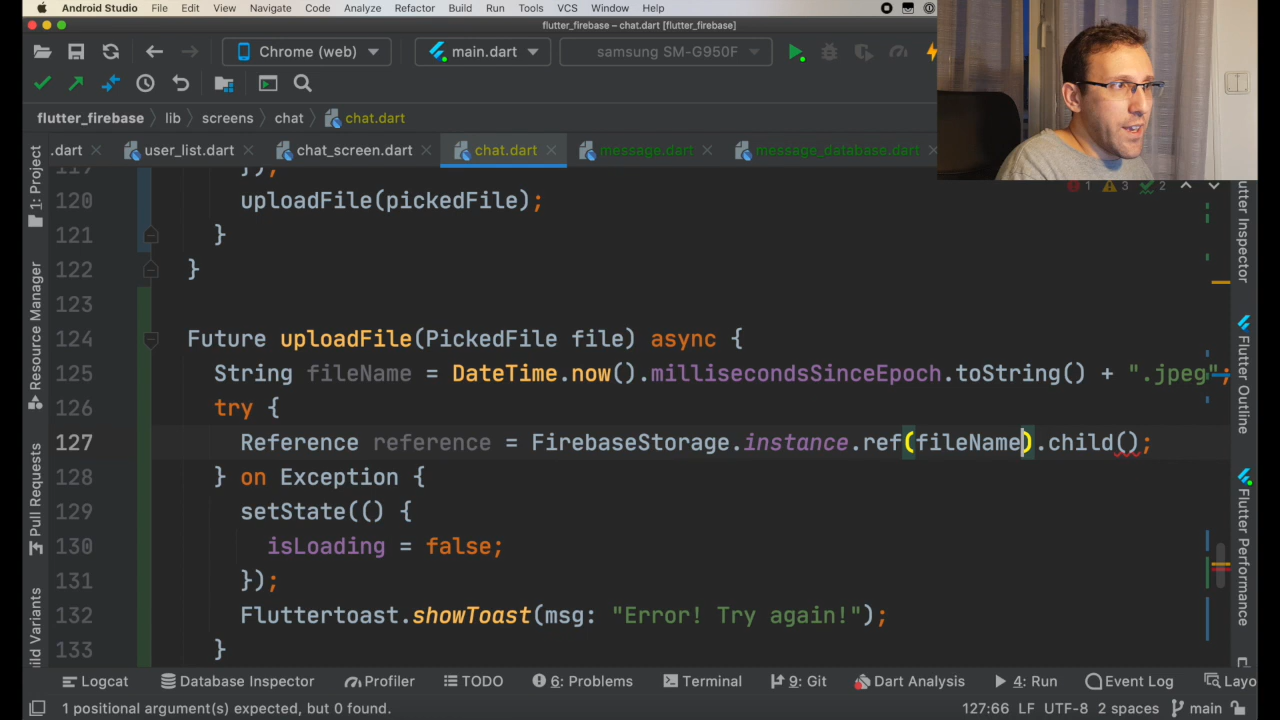 Android Studio File Edit View Navigate Code Analyze Refactor Build Run Tools VCS Window Help
flutter_firebase – chat.dart [flutter_firebase]
Chrome (web) main.dart samsung SM-G950F
flutter_firebase lib screens chat chat.dart
.dart user_list.dart chat_screen.dart chat.dart message.dart message_database.dart
1 3 2
1: Project
Resource Manager
Pull Requests
ild Variants
utter Inspector
Flutter Outline
Flutter Performance
119 });
120 uploadFile(pickedFile);
121 }
122 }
123
124 Future uploadFile(PickedFile file) async {
125 String fileName = DateTime.now().millisecondsSinceEpoch.toString() + ".jpeg";
126 try {
127 Reference reference = FirebaseStorage.instance.ref(fileName).child();
128 } on Exception {
129 setState(() {
130 isLoading = false;
131 });
132 Fluttertoast.showToast(msg: "Error! Try again!");
133 }
Logcat Database Inspector Profiler TODO 6: Problems Terminal 9: Git Dart Analysis 4: Run Event Log Layo
1 positional argument(s) expected, but 0 found. 127:66 LF UTF-8 2 spaces main